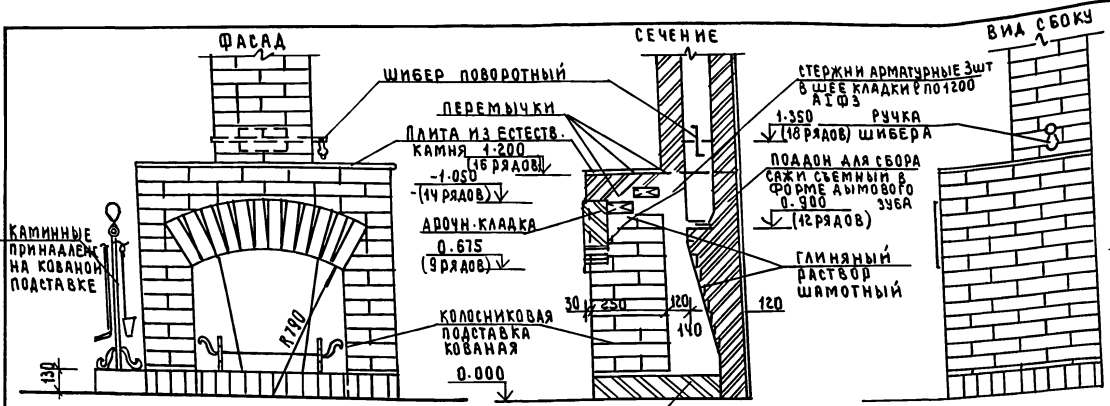 ФАСАД
СЕЧЕНИЕ
ВИД СБОКУ
ШИБЕР ПОВОРОТНЫЙ
ПЕРЕМЫЧКИ
ПЛИТА ИЗ ЕСТЕСТВ.
КАМНЯ 1.200
(16 РЯДОВ)
-1.050
(14 РЯДОВ)
АРОЧН. КЛАДКА
0.675
(9 РЯДОВ)
КОЛОСНИКОВАЯ
ПОДСТАВКА
КОВАНАЯ
0.000
КАМИННЫЕ
ПРИНАДЛЕЖ
НА КОВАНОЙ
ПОДСТАВКЕ
130
R790
30 250 120 120
140
СТЕРЖНИ АРМАТУРНЫЕ 3ШТ
В ШВЕ КЛАДКИ ℓ ПО 1200
АIФ3
1.350 РУЧКА
(18 РЯДОВ) ШИБЕРА
ПОДДОН ДЛЯ СБОРА
САЖИ СЪЕМНЫЙ В
ФОРМЕ ДЫМОВОГО
0.900 ЗУБА
(12 РЯДОВ)
ГЛИНЯНЫЙ
РАСТВОР
ШАМОТНЫЙ